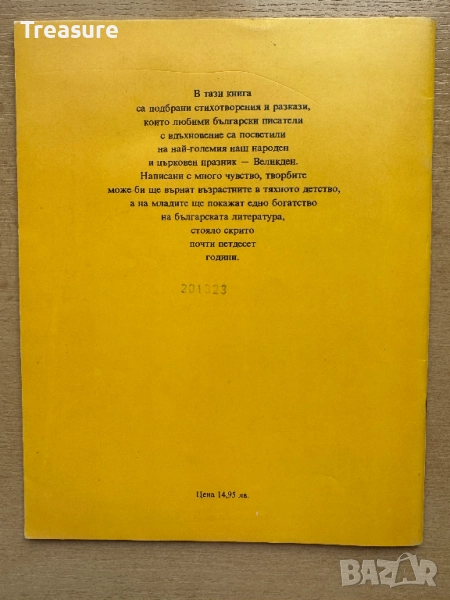 Treasure
В тази книга
са подбрани стихотворения и разкази,
които любими български писатели
с вдъхновение са посветили
на най-големия наш народен
и църковен празник – Великден.
Написани с много чувство, творбите
може-би ще върнат възрастните в тяхното детство,
а на младите ще покажат едно богатство
на българската литература,
стояло скрито
почти петдесет
години.
201323
Цена 14,95 лв.
BAZAR